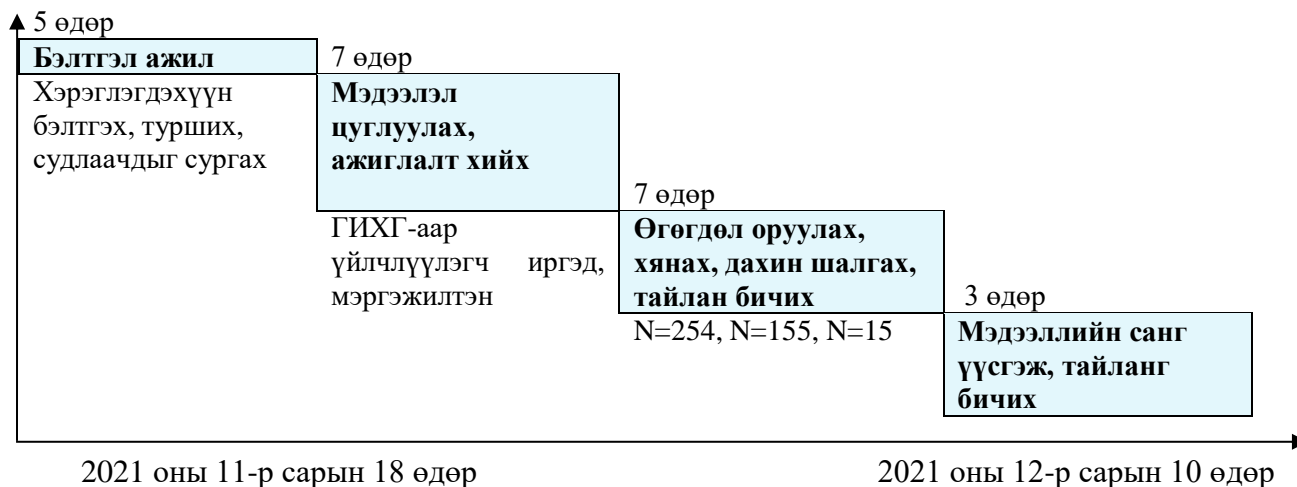 5 өдөр
Бэлтгэл ажил
Хэрэглэгдэхүүн
бэлтгэх, турших,
судлаачдыг сургах
7 өдөр
Мэдээлэл
цуглуулах,
ажиглалт хийх
ГИХГ-аар
үйлчлүүлэгч иргэд,
мэргэжилтэн
7 өдөр
Өгөгдөл оруулах,
хянах, дахин шалгах,
тайлан бичих
N=254, N=155, N=15
3 өдөр
Мэдээллийн санг
үүсгэж, тайланг
бичих
2021 оны 11-р сарын 18 өдөр
2021 оны 12-р сарын 10 өдөр